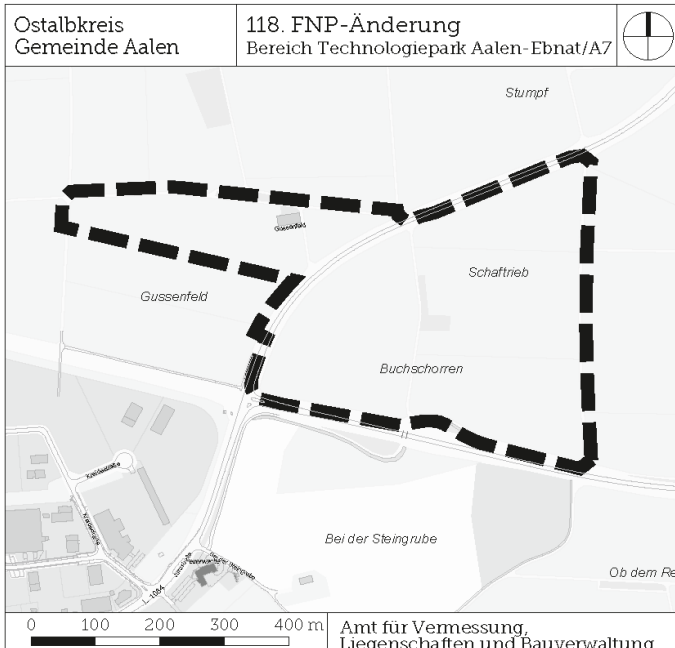 Ostalbkreis
Gemeinde Aalen
118. FNP-Änderung
Bereich Technologiepark Aalen-Ebnat/A7
Stumpf
Gussenfeld
Schaftrieb
Gussenfeld
Buchschorren
Bei der Steingrube
Ob dem Re
L 1084
0 100 200 300 400 m
Amt für Vermessung,
Liegenschaften und Bauverwaltung